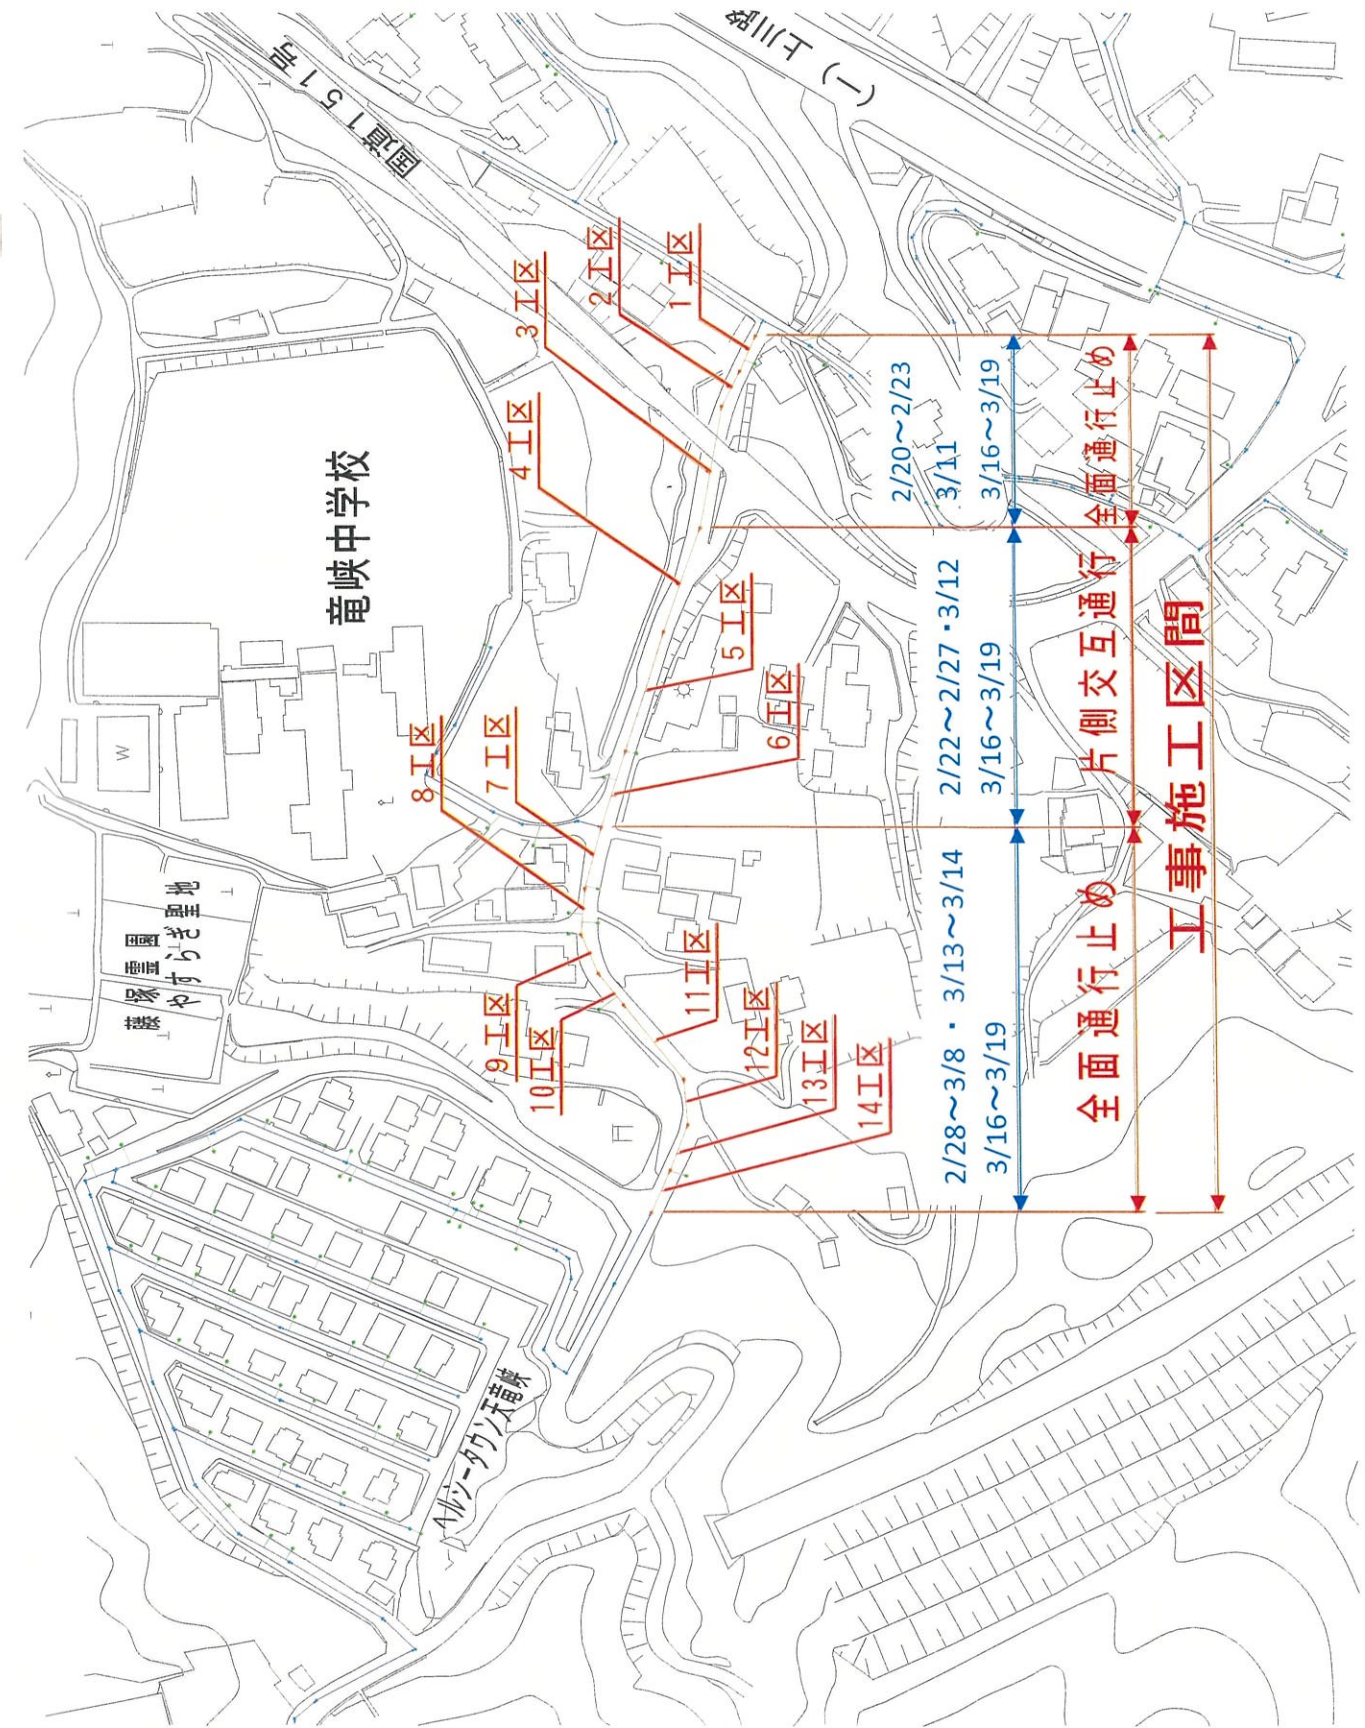 国道151号
(一)上川路
竜峡中学校
藤塚霊園
やすらぎ聖地
ヘルシータウン天竜峡
W
1工区
2工区
3工区
4工区
5工区
6工区
7工区
8工区
9工区
10工区
11工区
12工区
13工区
14工区
2/28～3/8・3/13～3/14
3/16～3/19
2/22～2/27・3/12
3/16～3/19
2/20～2/23
3/11
3/16～3/19
全面通行止め
片側交互通行
全面通行止め
工事施工区間